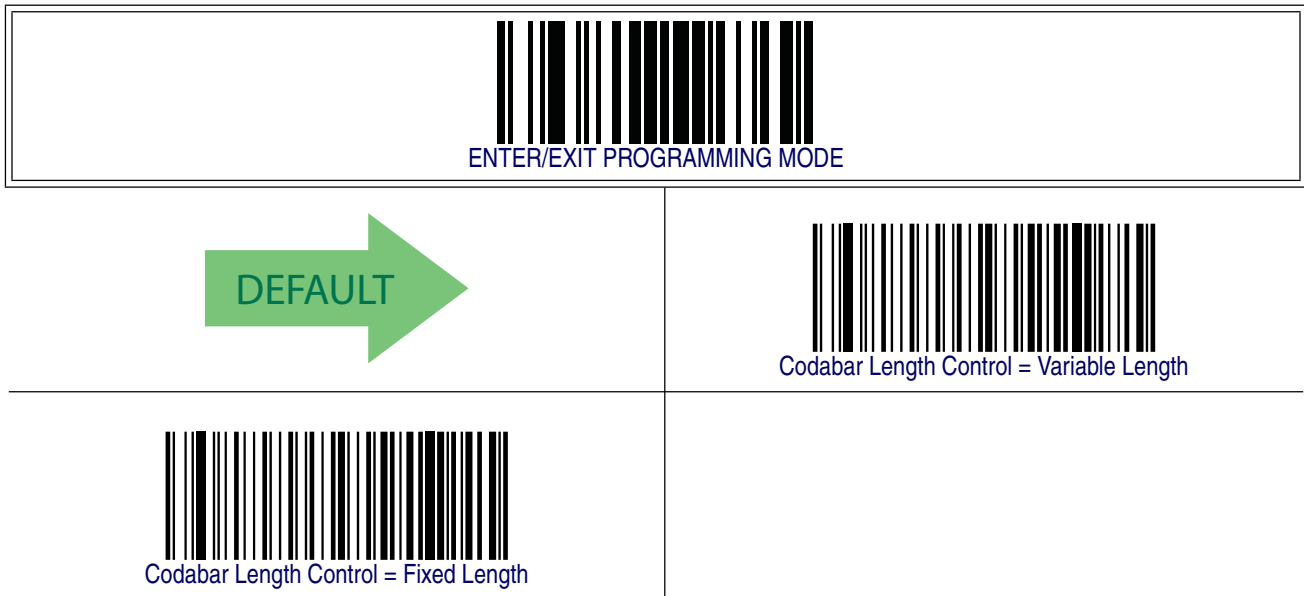 ENTER/EXIT PROGRAMMING MODE
DEFAULT
Codabar Length Control = Variable Length
Codabar Length Control = Fixed Length